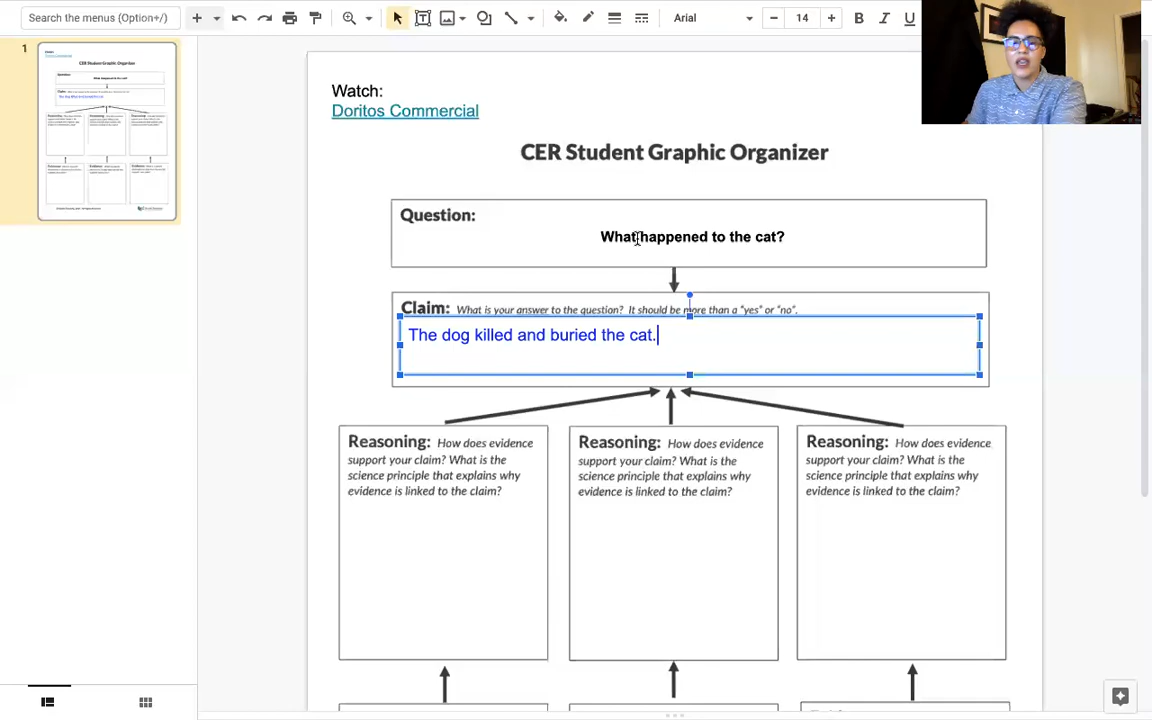 Search the menus (Option+/)
Arial
14
B
I
U
1
Watch:
Doritos Commercial
CER Student Graphic Organizer
Question:
What happened to the cat?
Claim: What is your answer to the question? It should be more than a "yes" or "no".
The dog killed and buried the cat.
Reasoning: How does evidence
support your claim? What is the
science principle that explains why
evidence is linked to the claim?
Reasoning: How does evidence
support your claim? What is the
science principle that explains why
evidence is linked to the claim?
Reasoning: How does evidence
support your claim? What is the
science principle that explains why
evidence is linked to the claim?